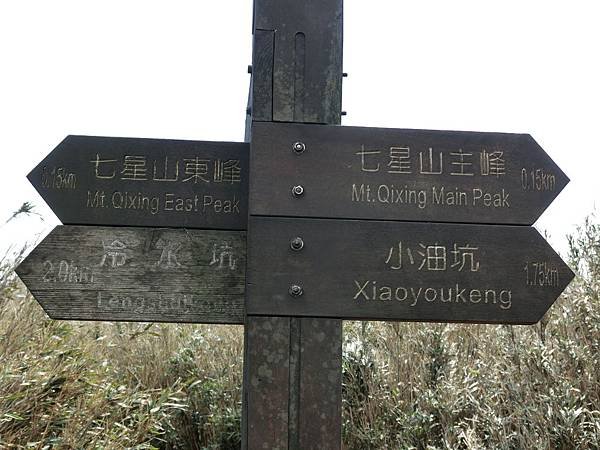 七星山東峰
0.15km
Mt. Qixing East Peak
七星山主峰
0.15km
Mt. Qixing Main Peak
2.0km
冷水坑
Lengshuikeng
小油坑
1.75km
Xiaoyoukeng